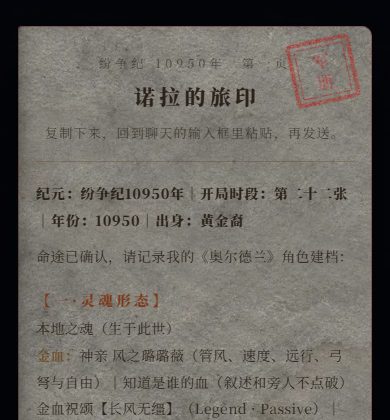 纷争纪 10950年 第一页
诺拉的旅印
复制下来，回到聊天的输入框里粘贴，再发送。
纪元：纷争纪10950年｜开局时段：第二十二张
｜年份：10950｜出身：黄金裔
命途已确认，请记录我的《奥尔德兰》角色建档：
【一·灵魂形态】
本地之魂（生于此世）
金血：神亲 风之璐璐薇（管风、速度、远行、弓
弩与自由）｜知道是谁的血（叙述和旁人不点破）
金血祝颂【长风无缰】（Legend · Passive）｜